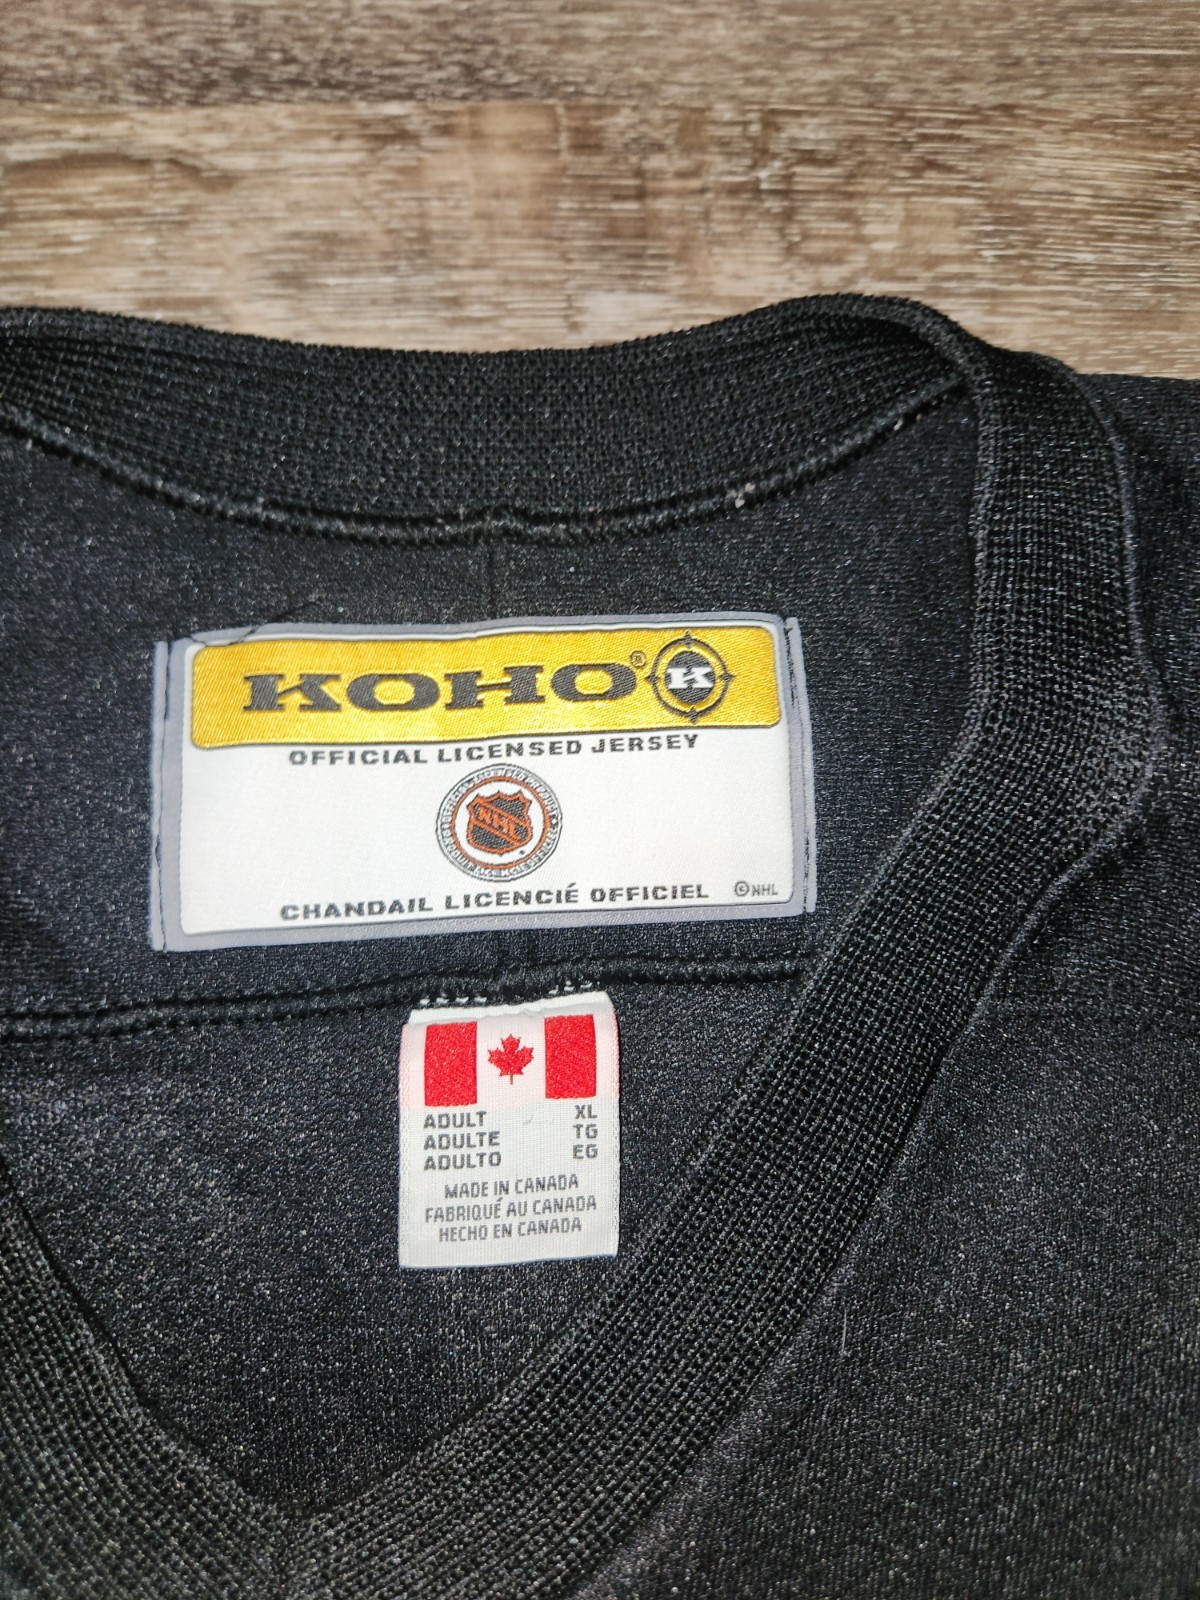 KOHO® K
OFFICIAL LICENSED JERSEY
NHL
CHANDAIL LICENCIÉ OFFICIEL ©NHL
ADULT XL
ADULTE TG
ADULTO EG
MADE IN CANADA
FABRIQUÉ AU CANADA
HECHO EN CANADA